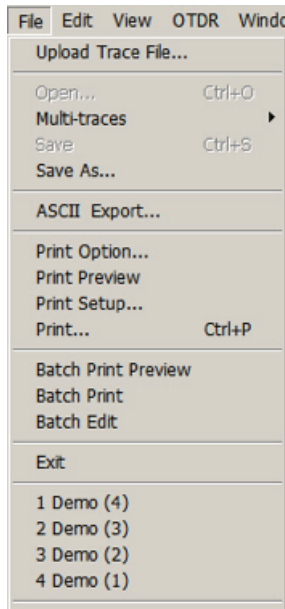 File Edit View OTDR Windo
Upload Trace File...
Open... Ctrl+O
Multi-traces
Save Ctrl+S
Save As...
ASCII Export...
Print Option...
Print Preview
Print Setup...
Print... Ctrl+P
Batch Print Preview
Batch Print
Batch Edit
Exit
1 Demo (4)
2 Demo (3)
3 Demo (2)
4 Demo (1)